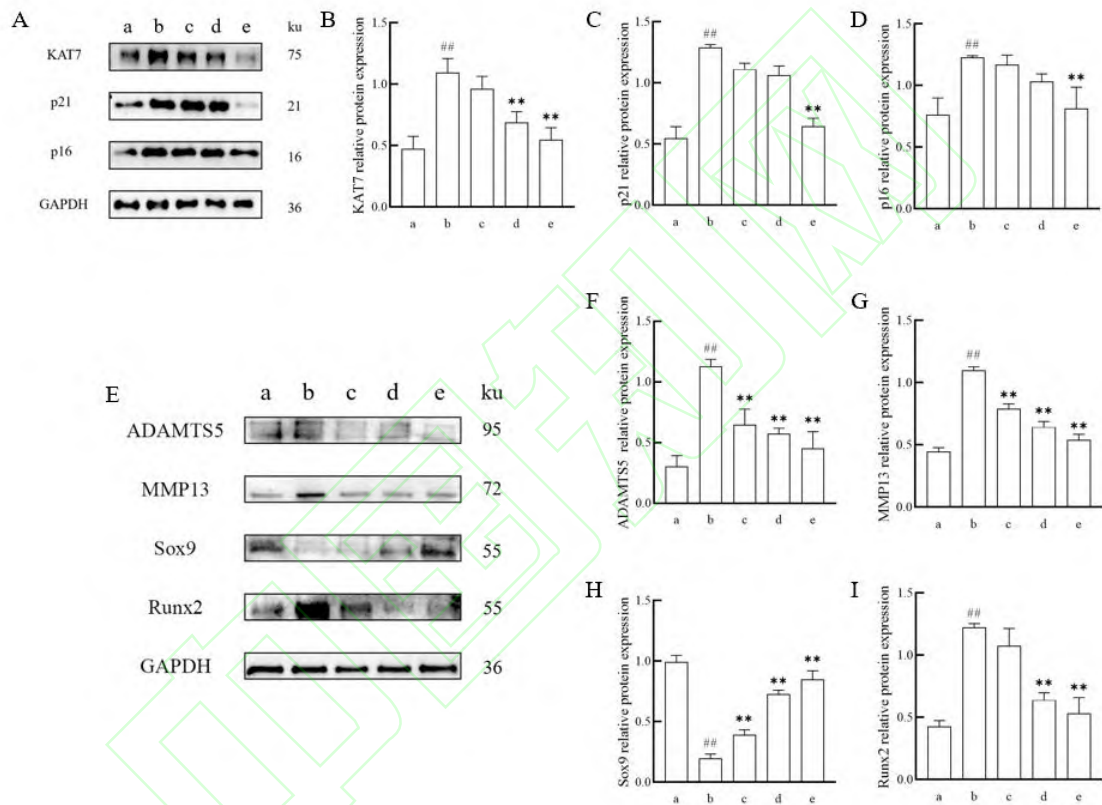 A
a b c d e ku
KAT7 75
p21 21
p16 16
GAPDH 36
B
KAT7 relative protein expression
1.5
1.0
0.5
0.0
##
**
**
a b c d e
C
p21 relative protein expression
1.5
1.0
0.5
0.0
##
**
a b c d e
D
p16 relative protein expression
1.5
1.0
0.5
0.0
##
**
a b c d e
E
a b c d e ku
ADAMTS5 95
MMP13 72
Sox9 55
Runx2 55
GAPDH 36
F
ADAMTS5 relative protein expression
1.5
1.0
0.5
0.0
##
**
**
**
a b c d e
G
MMP13 relative protein expression
1.5
1.0
0.5
0.0
##
**
**
**
a b c d e
H
Sox9 relative protein expression
1.5
1.0
0.5
0.0
##
**
**
**
a b c d e
I
Runx2 relative protein expression
1.5
1.0
0.5
0.0
##
**
**
a b c d e